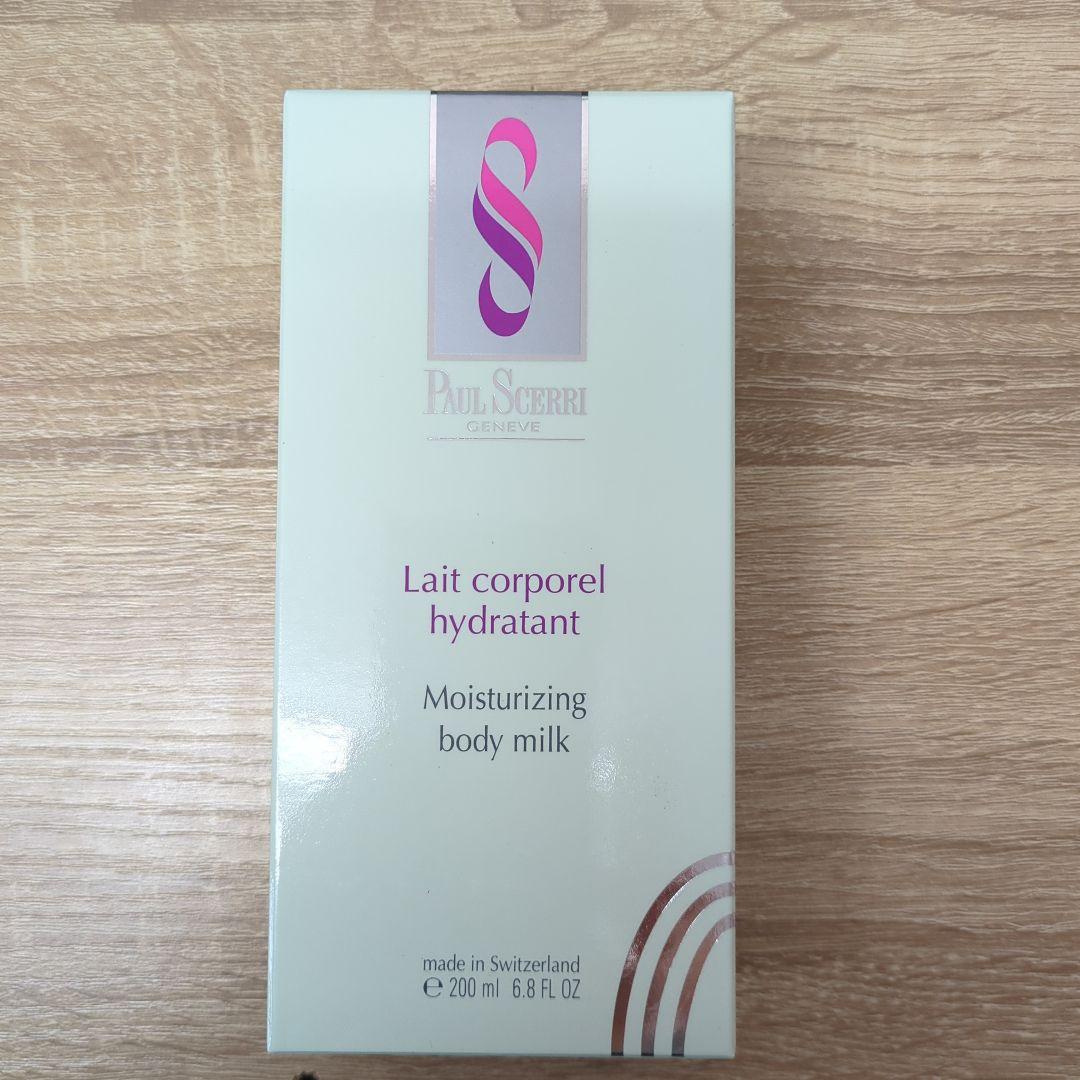 PAUL SCERRI
GENEVE
Lait corporel
hydratant
Moisturizing
body milk
made in Switzerland
℮ 200 ml 6.8 FL OZ